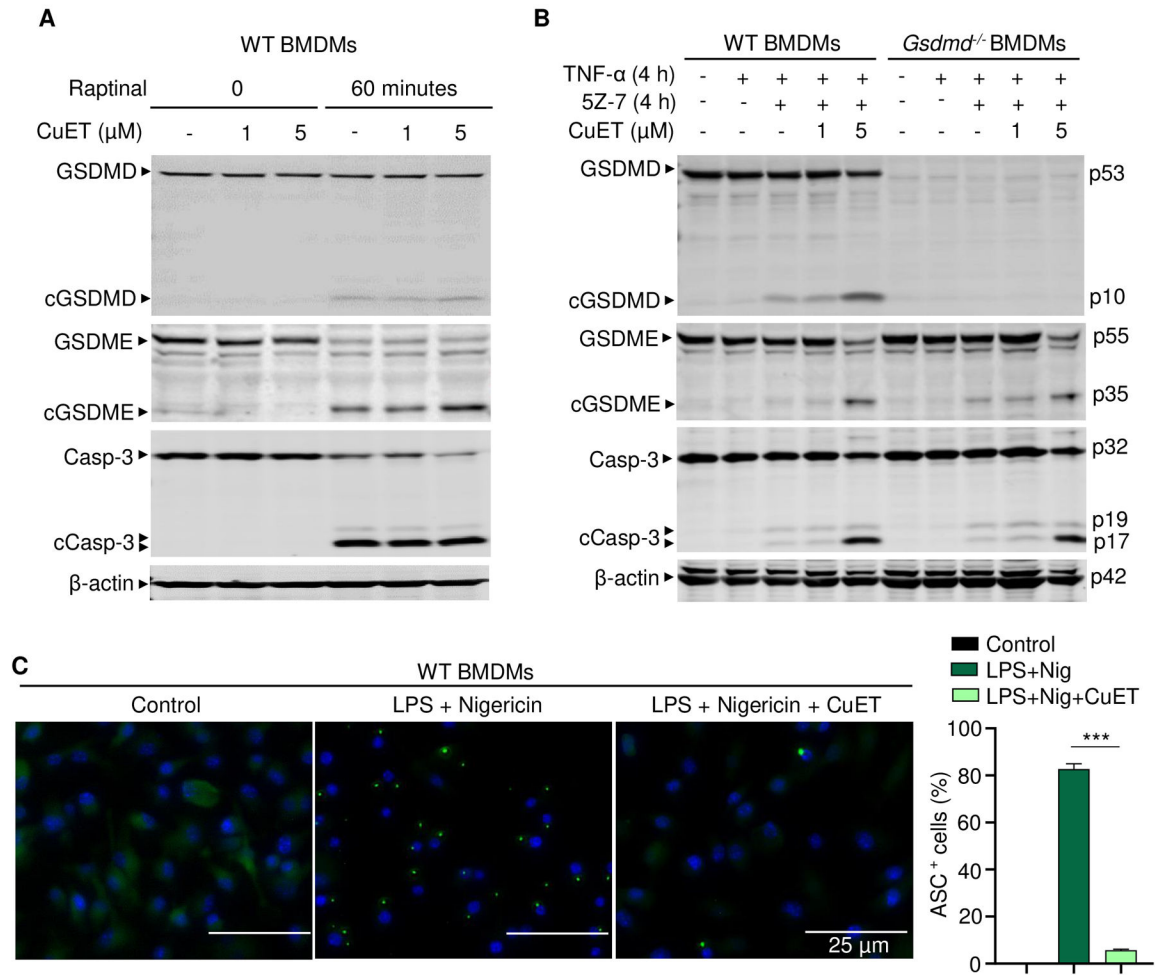 A
WT BMDMs
Raptinal 0 60 minutes
CuET (µM) - 1 5 - 1 5
GSDMD
cGSDMD
GSDME
cGSDME
Casp-3
cCasp-3
β-actin
B
WT BMDMs Gsdmd-/- BMDMs
TNF-α (4 h) - + + + + - + + + +
5Z-7 (4 h) - - + + + - - + + +
CuET (µM) - - - 1 5 - - - 1 5
GSDMD p53
cGSDMD p10
GSDME p55
cGSDME p35
Casp-3 p32
p19
cCasp-3 p17
β-actin p42
C
WT BMDMs
Control LPS + Nigericin LPS + Nigericin + CuET
25 µm
Control
LPS+Nig
LPS+Nig+CuET
***
ASC+ cells (%)
100
80
60
40
20
0